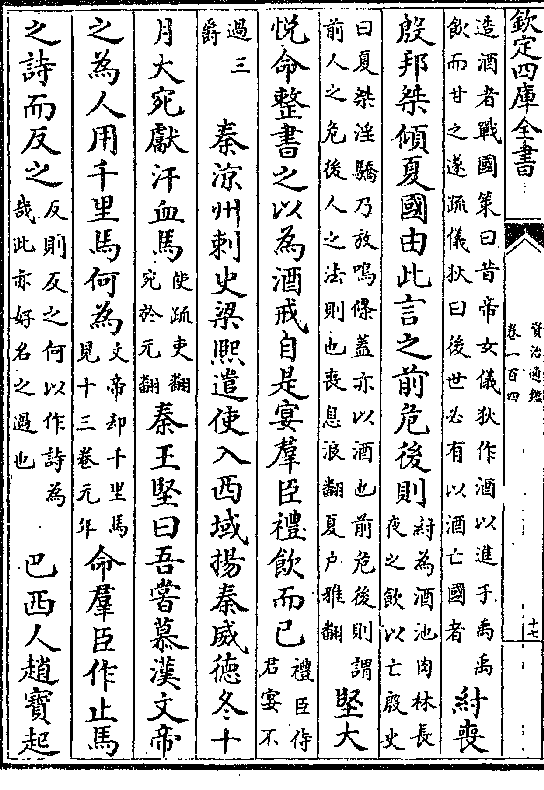 欽定四庫全書
資治通鑑
卷一百四
十七
造酒者戰國策曰昔帝女儀狄作酒以進于禹禹
飲而甘之遂疏儀狄曰後世必有以酒亡國者
紂喪
殷邦桀傾夏國由此言之前危後則
紂為酒池肉林長
夜之飲以亡殷史
曰夏桀淫驕乃放鳴條蓋亦以酒也前危後則謂
前人之危後人之法則也喪息浪翻夏户雅翻
堅大
悦命整書之以為酒戒自是宴羣臣禮飲而已
禮臣侍
君宴不
過三
爵
秦涼州刺史梁熙遣使入西域揚秦威德冬十
月大宛獻汗血馬
使疏吏翻
宛於元翻
秦王堅曰吾嘗慕漢文帝
之為人用千里馬何為
文帝却千里馬
見十三卷元年
命羣臣作止馬
之詩而反之
反則反之何以作詩為
哉此亦好名之過也
巴西人趙寶起